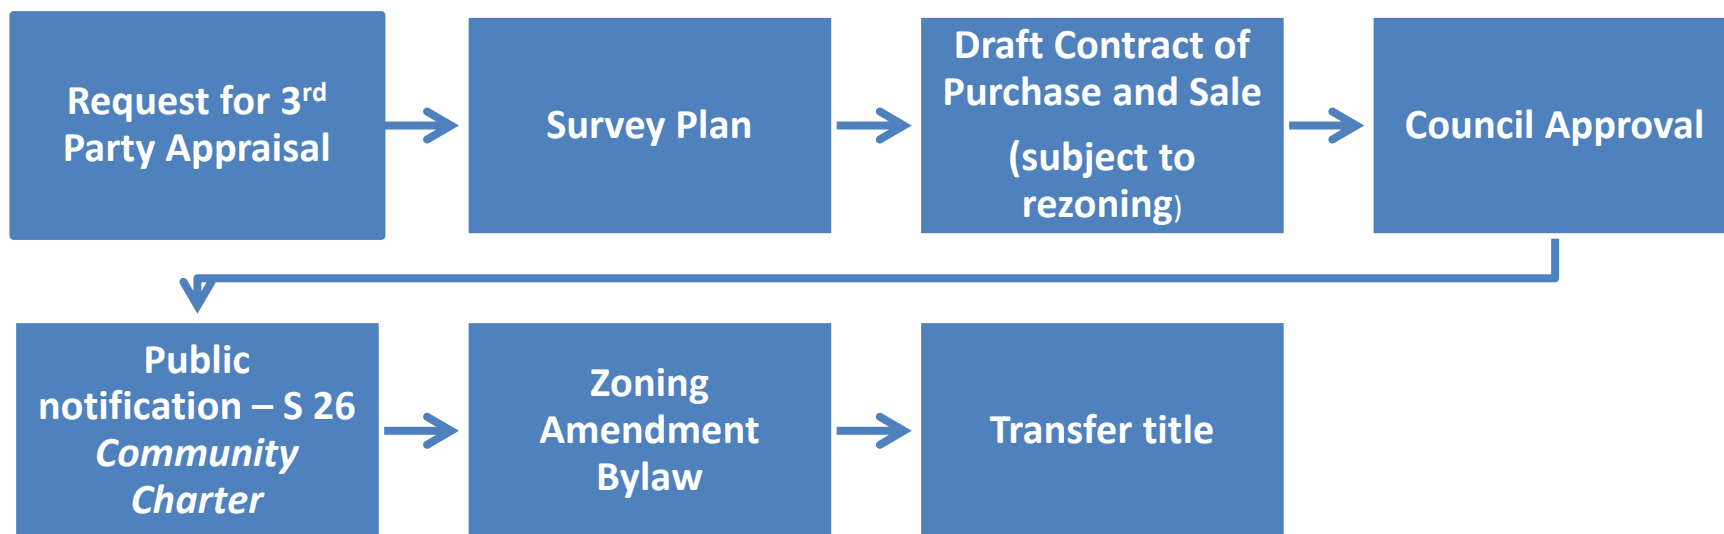 Request for 3rd
Party Appraisal
Survey Plan
Draft Contract of
Purchase and Sale
(subject to
rezoning)
Council Approval
Public
notification – S 26
Community
Charter
Zoning
Amendment
Bylaw
Transfer title